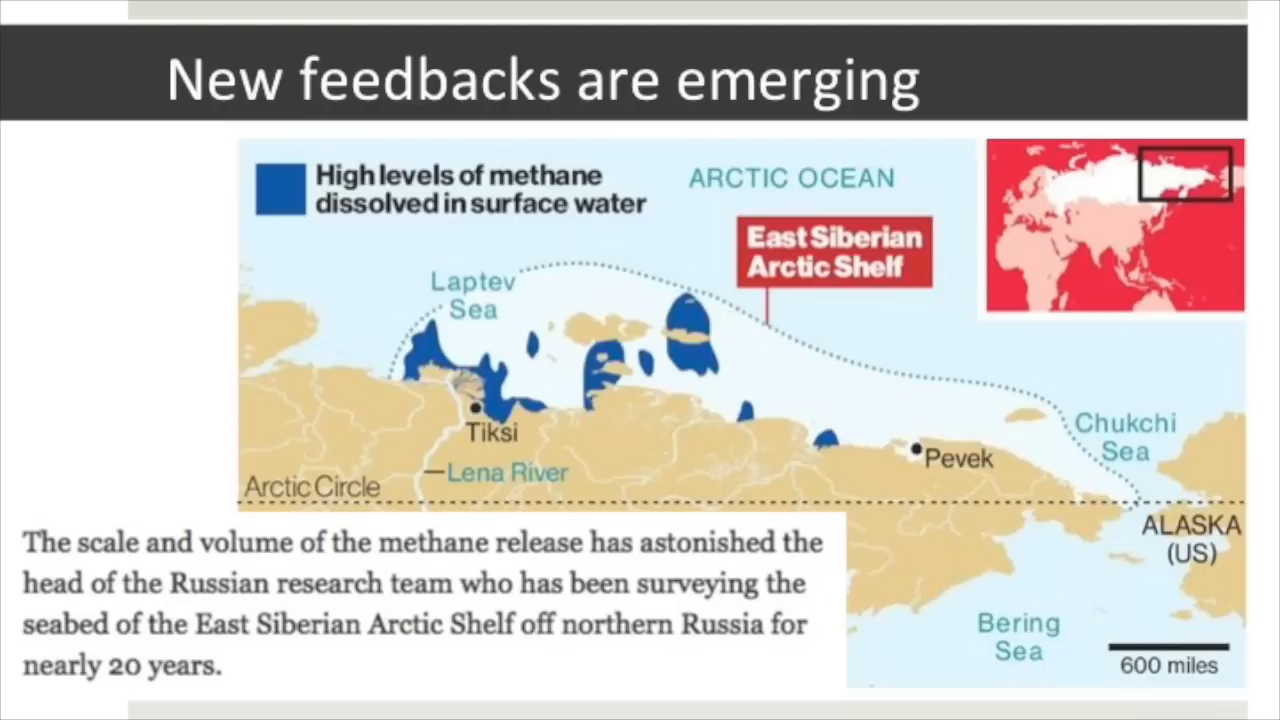 New feedbacks are emerging
High levels of methane
dissolved in surface water
ARCTIC OCEAN
East Siberian
Arctic Shelf
Laptev
Sea
Tiksi
Lena River
Pevek
Chukchi
Sea
Arctic Circle
ALASKA
(US)
Bering
Sea
600 miles
The scale and volume of the methane release has astonished the
head of the Russian research team who has been surveying the
seabed of the East Siberian Arctic Shelf off northern Russia for
nearly 20 years.